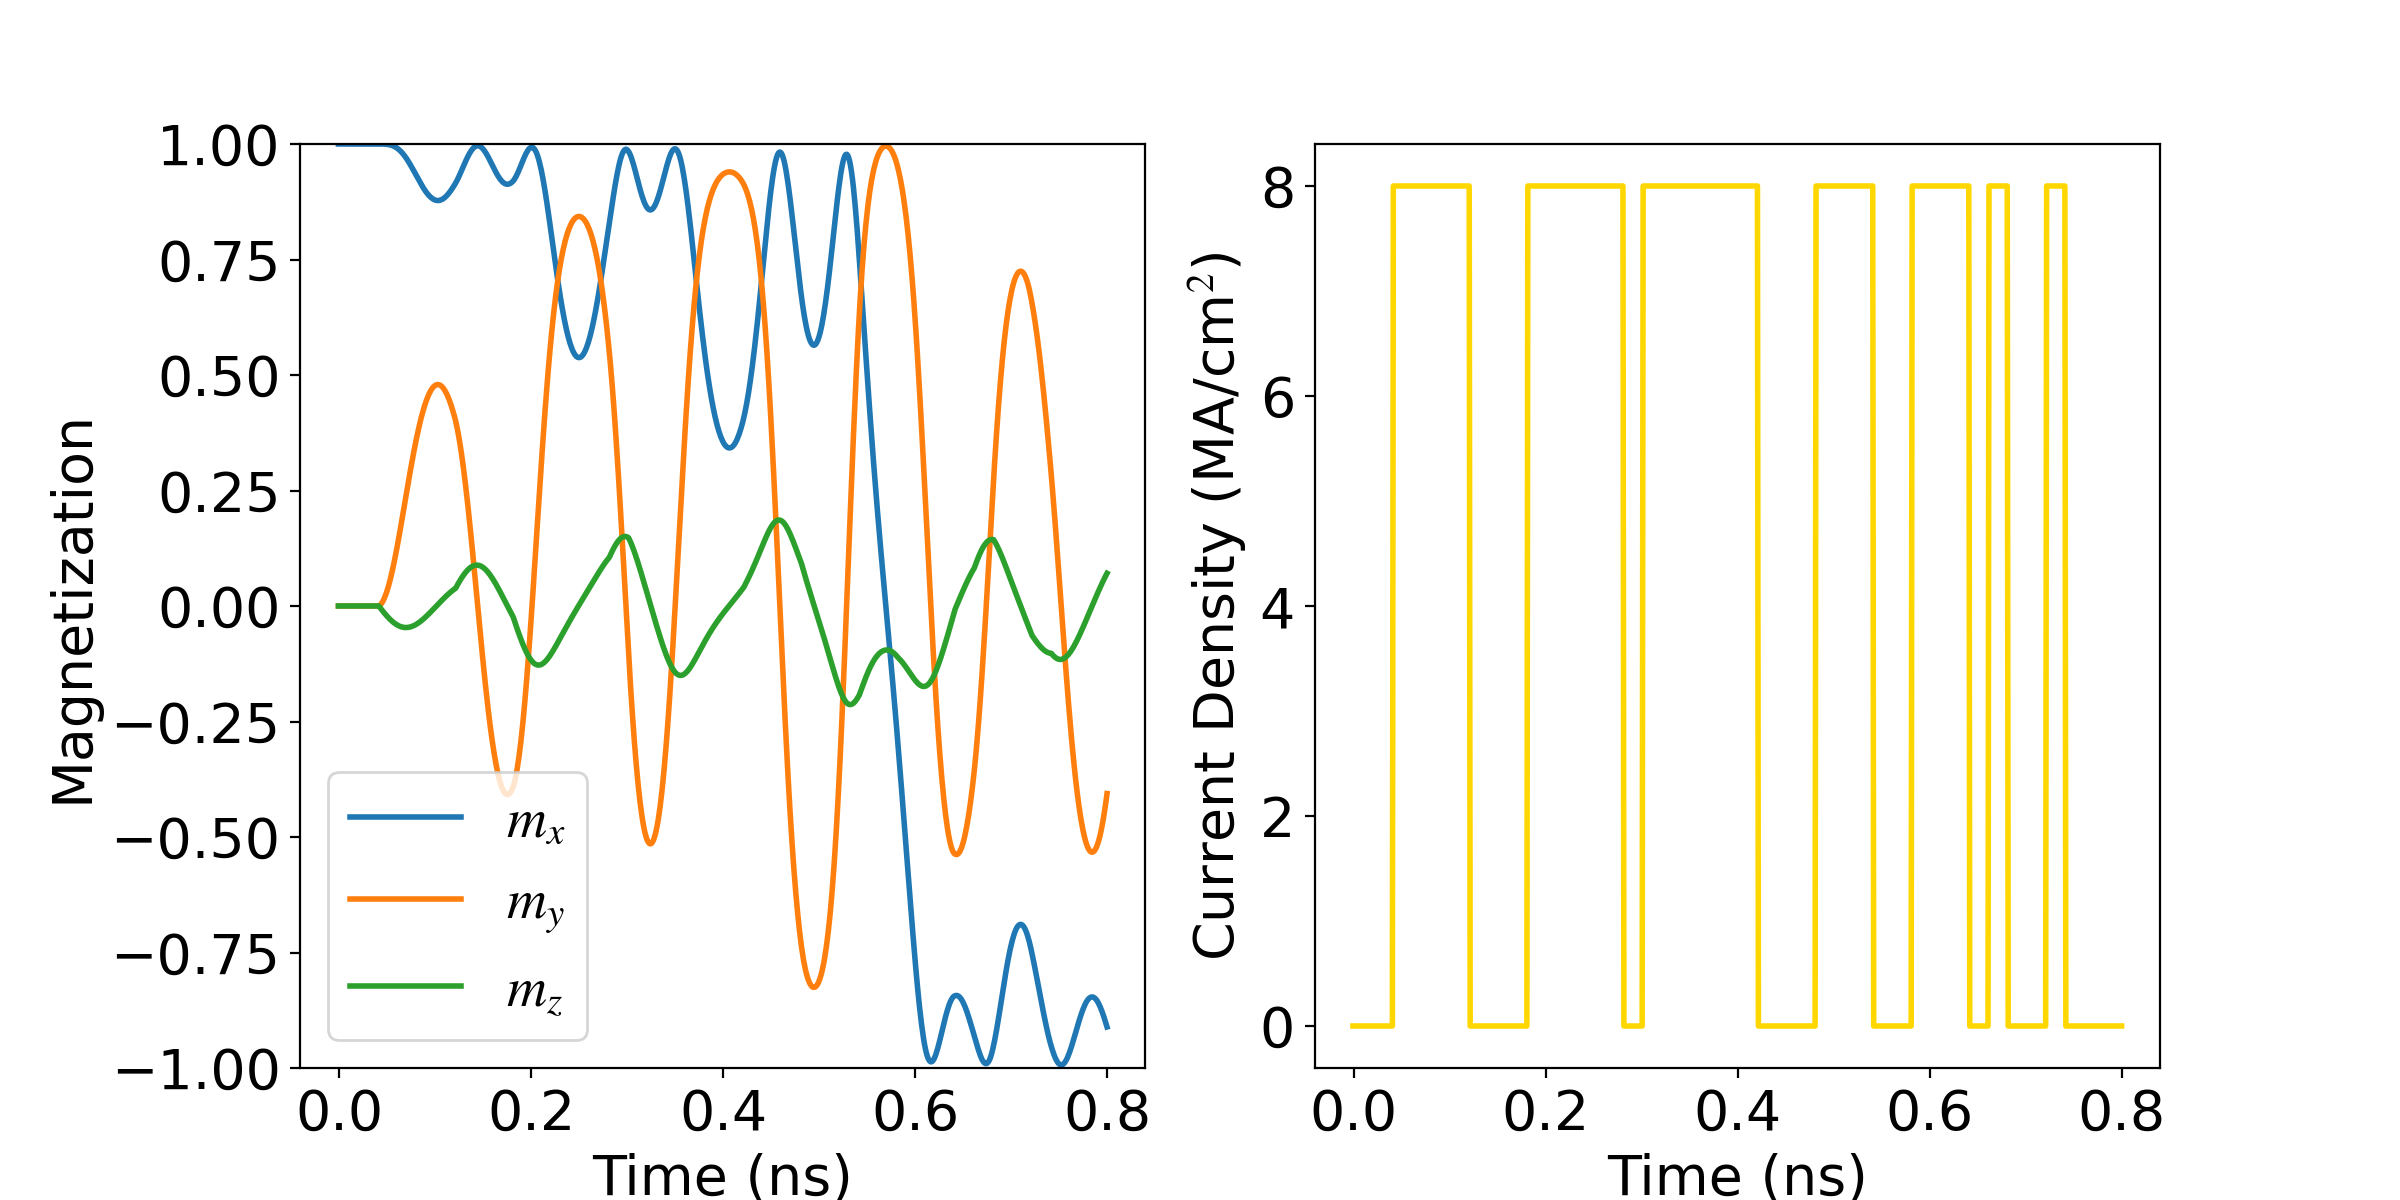 1.00
0.75
0.50
0.25
0.00
−0.25
−0.50
−0.75
−1.00
Magnetization
m_x
m_y
m_z
0.0 0.2 0.4 0.6 0.8
Time (ns)
8
6
4
2
0
Current Density (MA/cm²)
0.0 0.2 0.4 0.6 0.8
Time (ns)